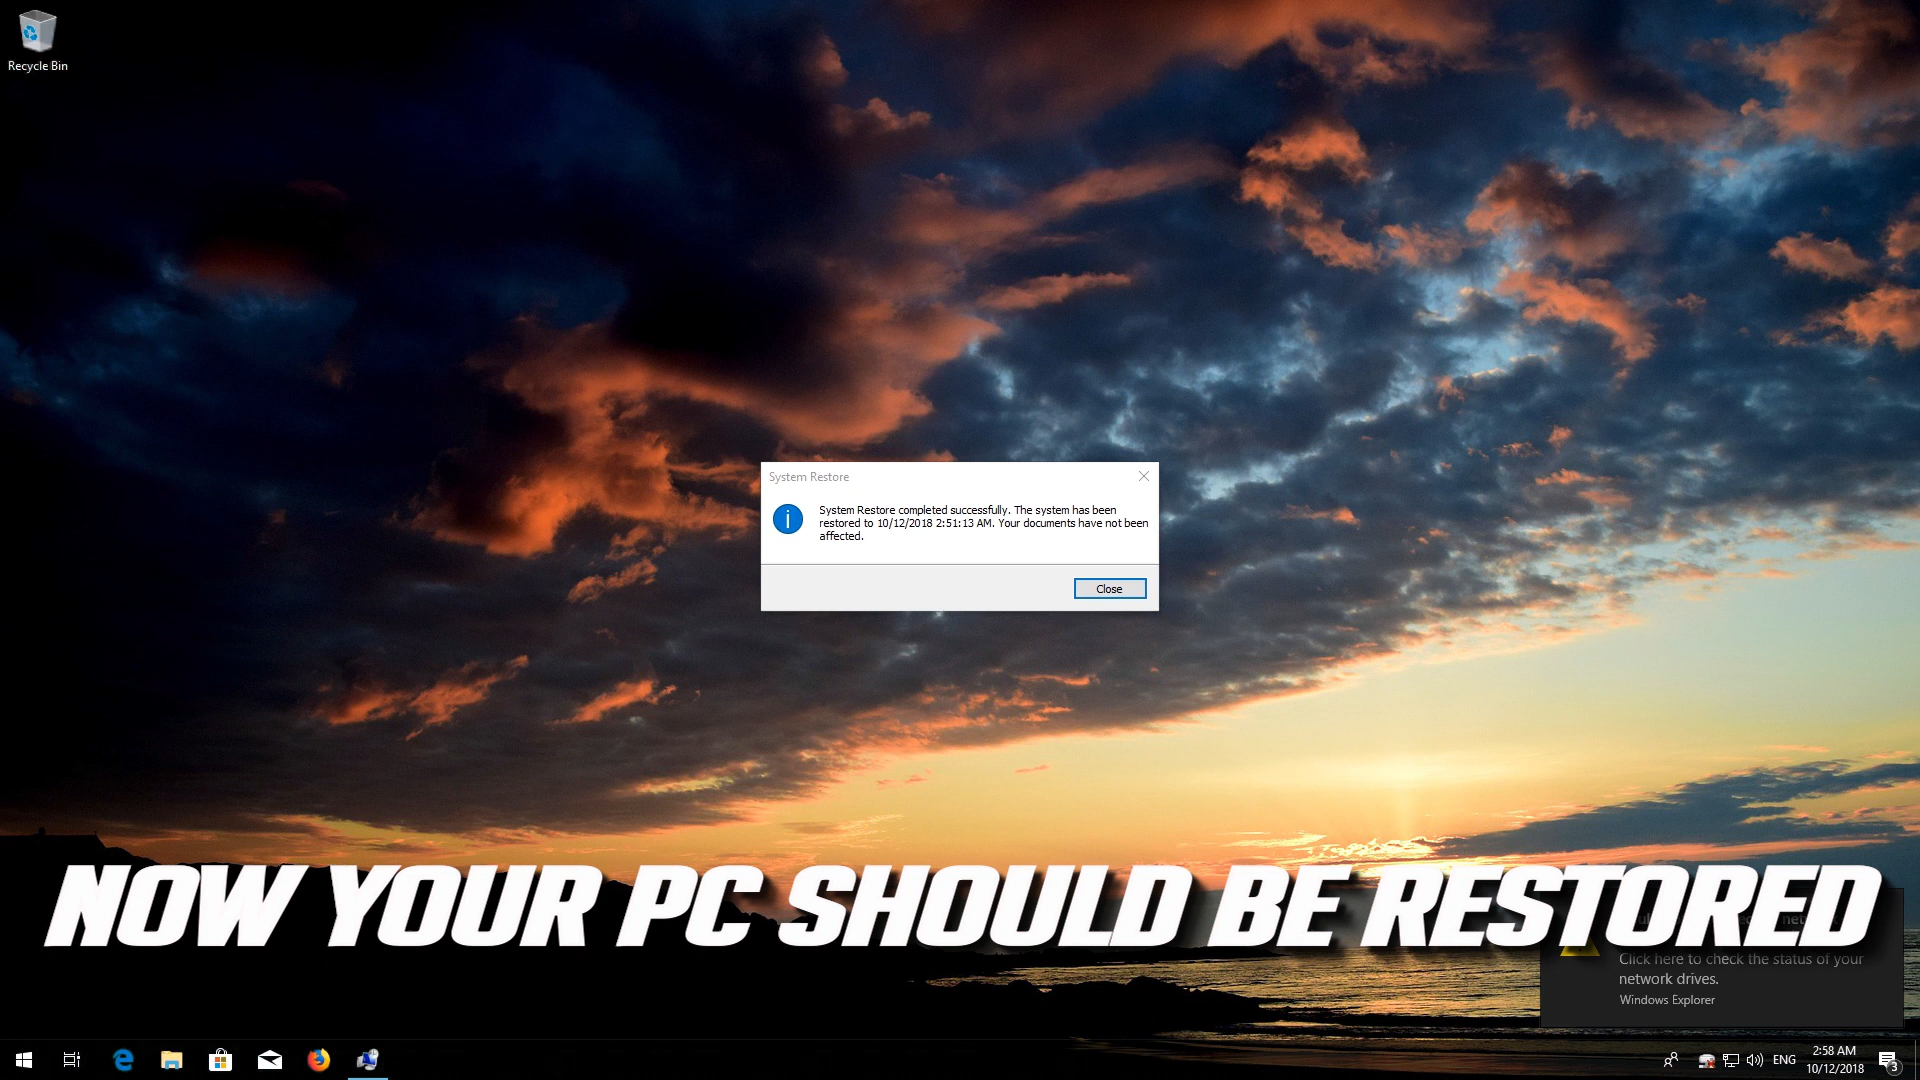 Recycle Bin
System Restore
System Restore completed successfully. The system has been
restored to 10/12/2018 2:51:13 AM. Your documents have not been
affected.
Close
NOW YOUR PC SHOULD BE RESTORED
Click here to check the status of your
network drives.
Windows Explorer
ENG
2:58 AM
10/12/2018
3